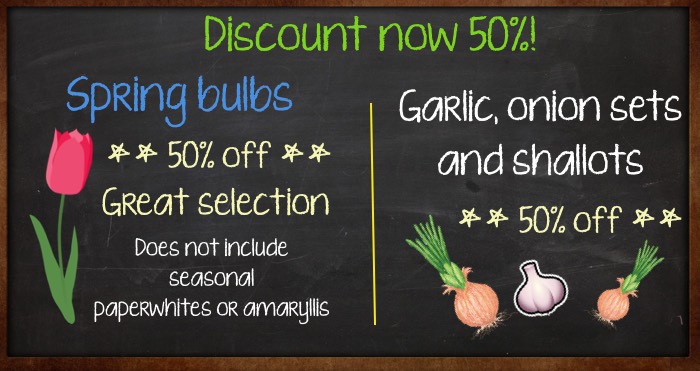 Discount now 50%!
Spring bulbs
50% off
Great selection
Does not include
seasonal
paperwhites or amaryllis
Garlic, onion sets
and shallots
50% off